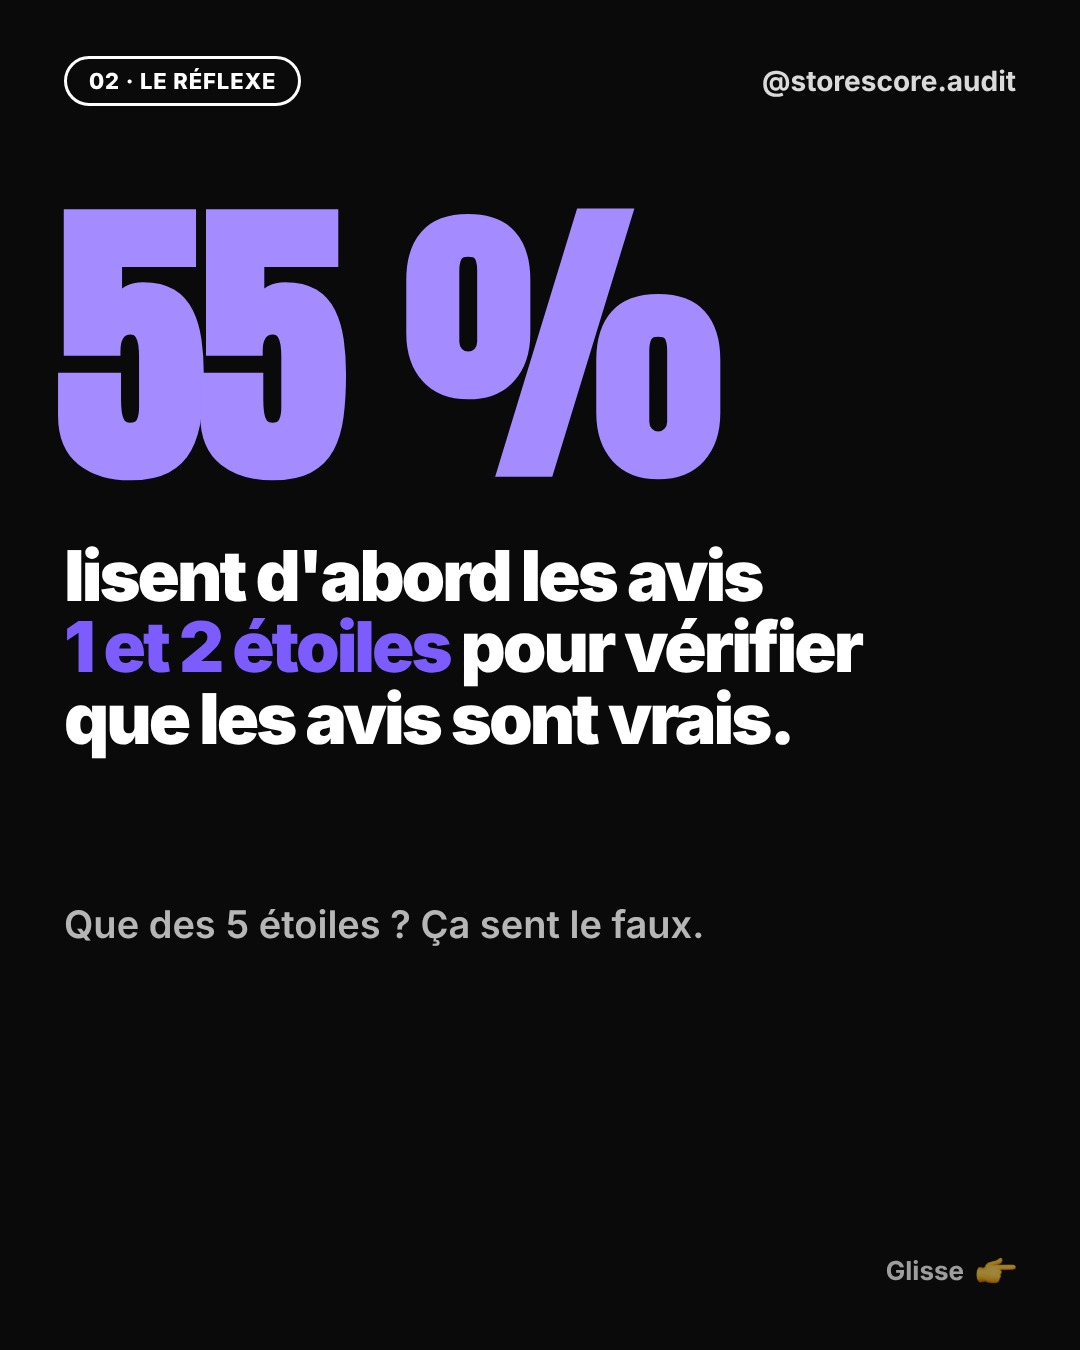 02 · LE RÉFLEXE
@storescore.audit
55 %
lisent d'abord les avis
1 et 2 étoiles pour vérifier
que les avis sont vrais.
Que des 5 étoiles ? Ça sent le faux.
Glisse 👉